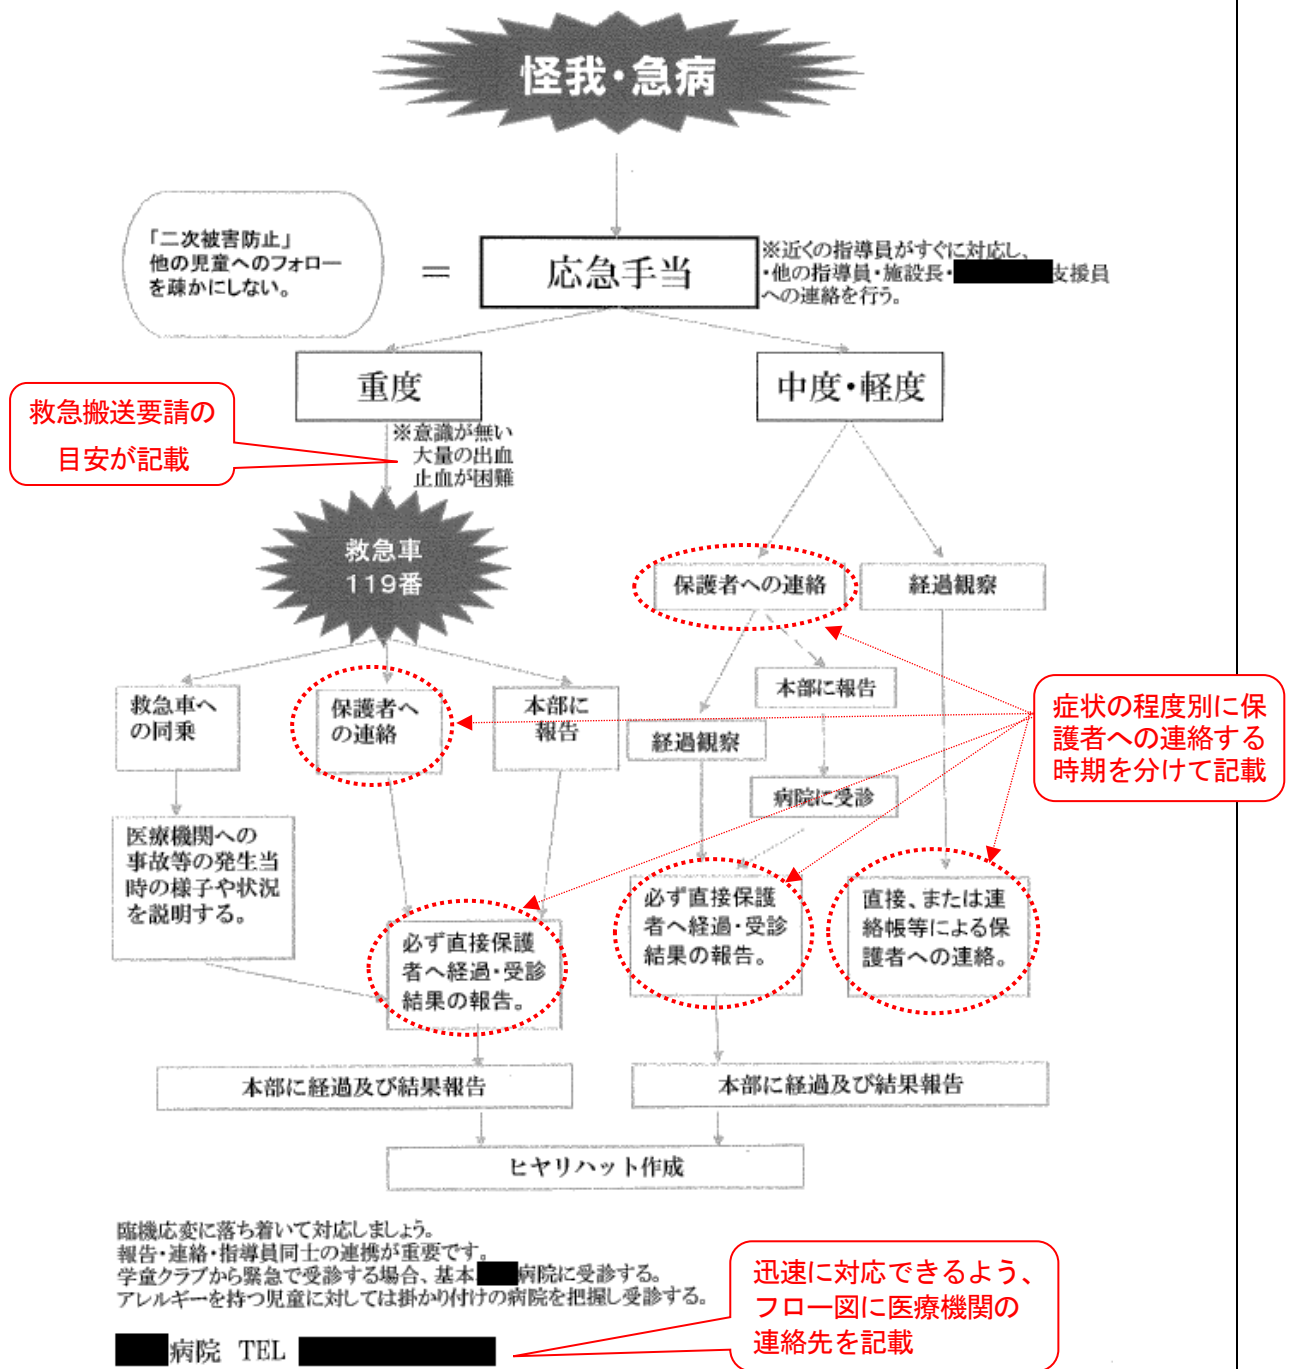 怪我・急病
「二次被害防止」
他の児童へのフォロー
を疎かにしない。
＝
応急手当
※近くの指導員がすぐに対応し、
・他の指導員・施設長・
支援員
への連絡を行う。
重度
中度・軽度
救急搬送要請の
目安が記載
※意識が無い
大量の出血
止血が困難
救急車
119番
保護者への連絡
経過観察
救急車へ
の同乗
保護者へ
の連絡
本部に
報告
本部に報告
経過観察
症状の程度別に保
護者への連絡する
時期を分けて記載
病院に受診
医療機関への
事故等の発生当
時の様子や状況
を説明する。
必ず直接保護
者へ経過・受診
結果の報告。
必ず直接保護
者へ経過・受診
結果の報告。
直接、または連
絡帳等による保
護者への連絡。
本部に経過及び結果報告
本部に経過及び結果報告
ヒヤリハット作成
臨機応変に落ち着いて対応しましょう。
報告・連絡・指導員同士の連携が重要です。
学童クラブから緊急で受診する場合、基本
病院に受診する。
アレルギーを持つ児童に対しては掛かり付けの病院を把握し受診する。
病院 TEL
迅速に対応できるよう、
フロー図に医療機関の
連絡先を記載